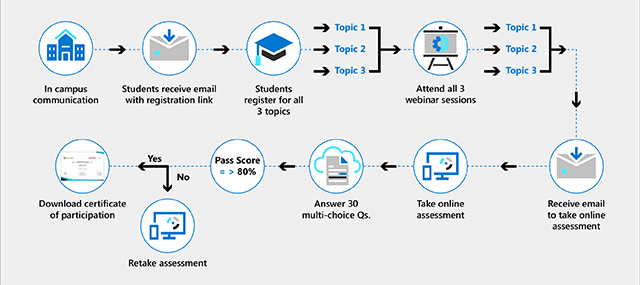 In campus
communication
Students receive email
with registration link
Students
register for all
3 topics
Topic 1
Topic 2
Topic 3
Attend all 3
webinar sessions
Topic 1
Topic 2
Topic 3
Receive email
to take online
assessment
Take online
assessment
Answer 30
multi-choice Qs.
Pass Score
= > 80%
Yes
No
Download certificate
of participation
Retake assessment